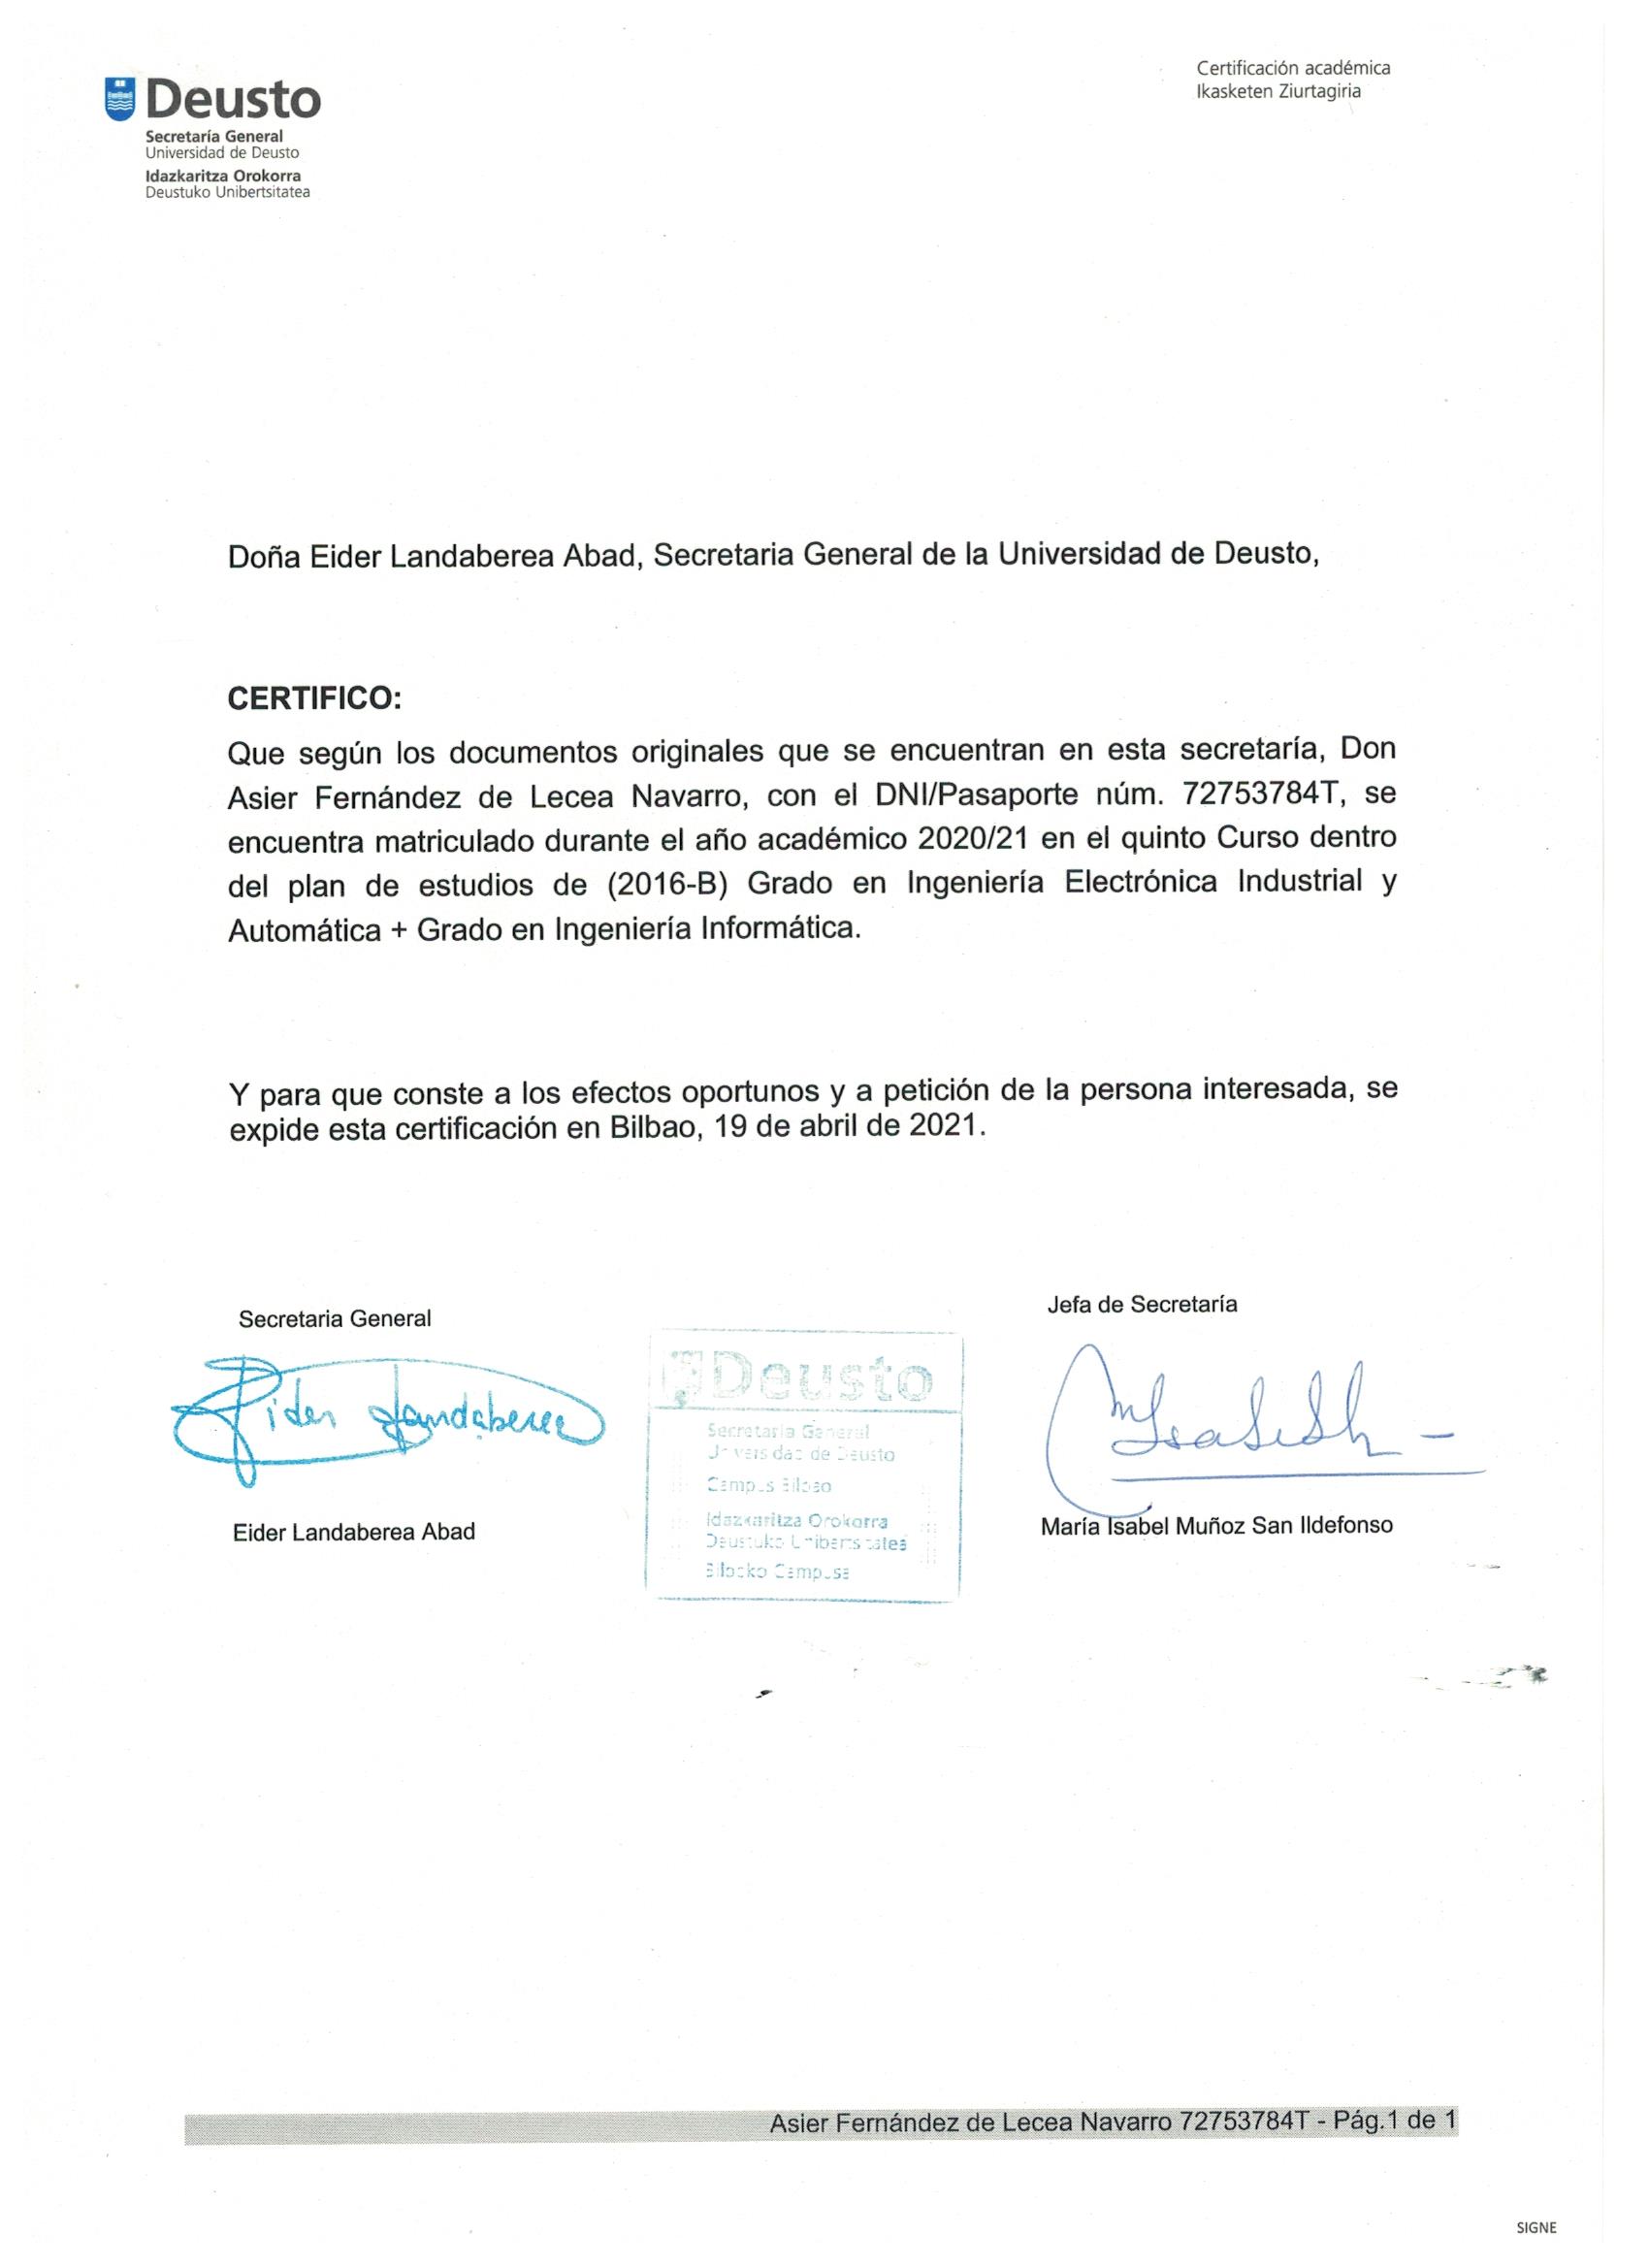 Deusto
Secretaría General
Universidad de Deusto
Idazkaritza Orokorra
Deustuko Unibertsitatea
Certificación académica
Ikasketen Ziurtagiria
Doña Eider Landaberea Abad, Secretaria General de la Universidad de Deusto,
CERTIFICO:
Que según los documentos originales que se encuentran en esta secretaría, Don
Asier Fernández de Lecea Navarro, con el DNI/Pasaporte núm. 72753784T, se
encuentra matriculado durante el año académico 2020/21 en el quinto Curso dentro
del plan de estudios de (2016-B) Grado en Ingeniería Electrónica Industrial y
Automática + Grado en Ingeniería Informática.
Y para que conste a los efectos oportunos y a petición de la persona interesada, se
expide esta certificación en Bilbao, 19 de abril de 2021.
Secretaria General
Eider Landaberea
Eider Landaberea Abad
Deusto
Secretaría General
Universidad de Deusto
Campus Bilbao
Idazkaritza Orokorra
Deustuko Unibertsitatea
Bilboko Campusa
Jefa de Secretaría
María Isabel Muñoz San Ildefonso
Asier Fernández de Lecea Navarro 72753784T - Pág.1 de 1
SIGNE